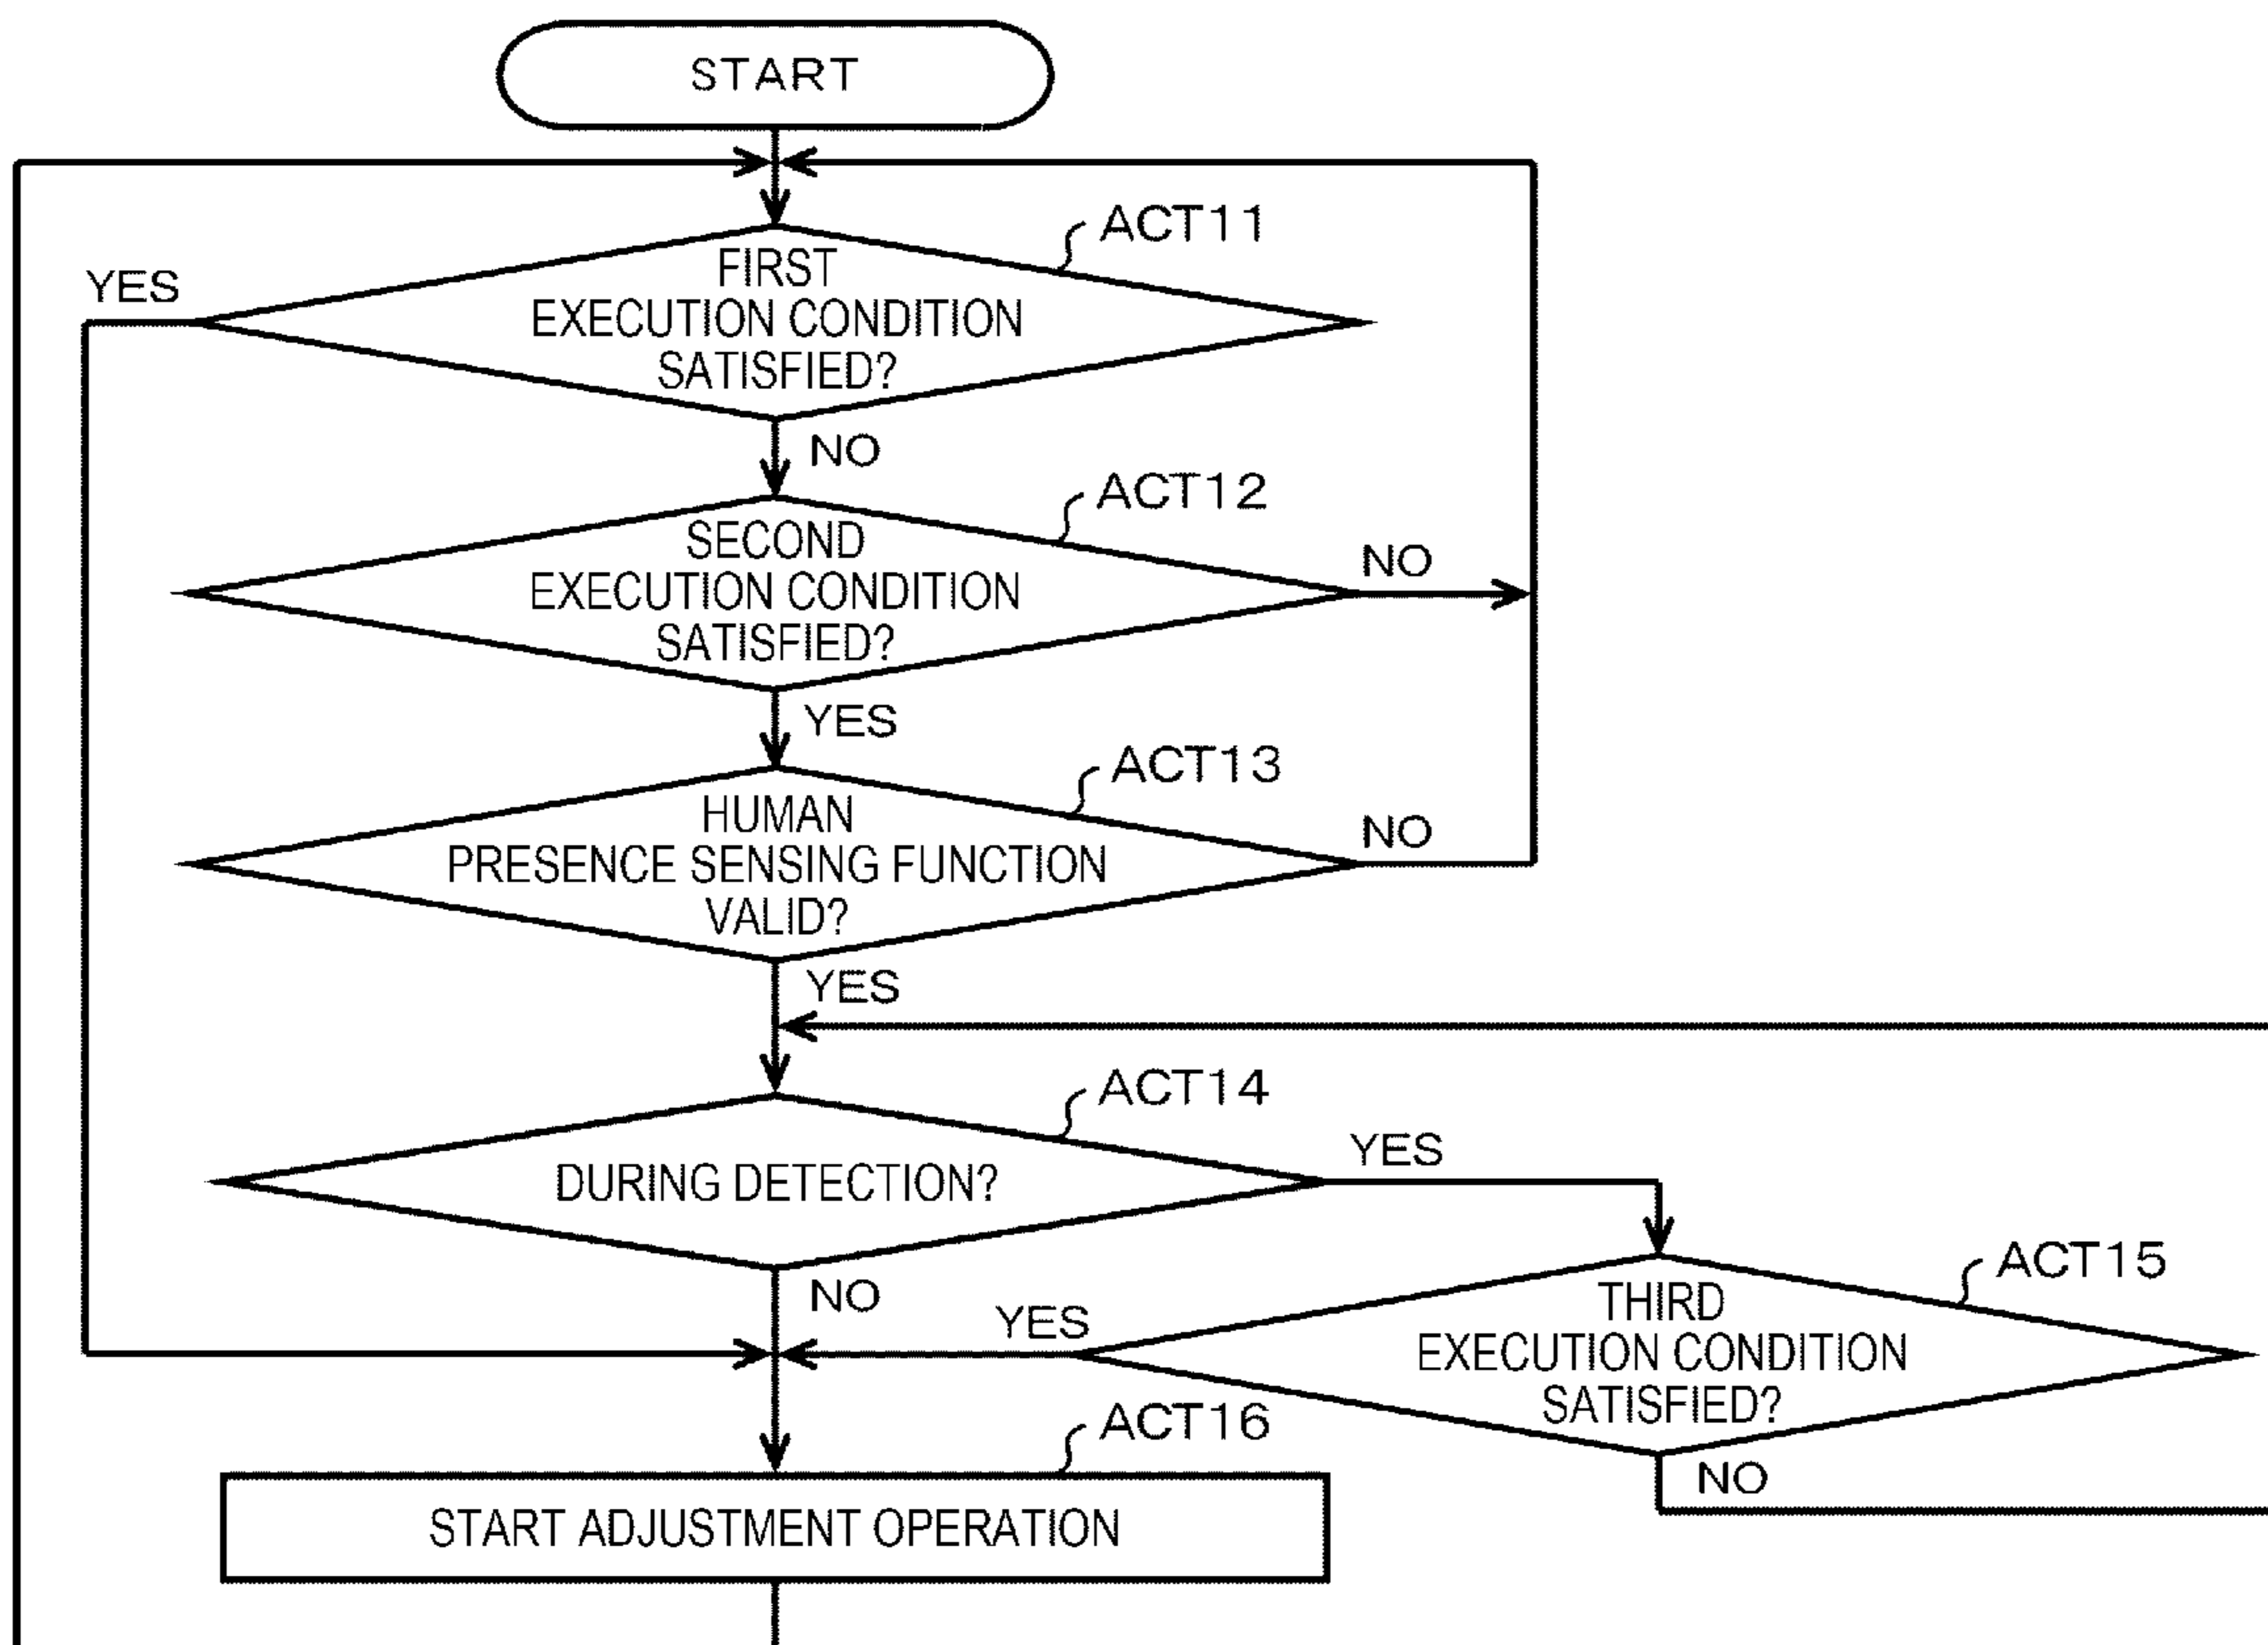 START
ACT11
YES
FIRST
EXECUTION CONDITION
SATISFIED?
NO
ACT12
SECOND
EXECUTION CONDITION
SATISFIED?
NO
YES
ACT13
HUMAN
PRESENCE SENSING FUNCTION
VALID?
NO
YES
ACT14
DURING DETECTION?
YES
NO
ACT15
THIRD
EXECUTION CONDITION
SATISFIED?
YES
NO
ACT16
START ADJUSTMENT OPERATION